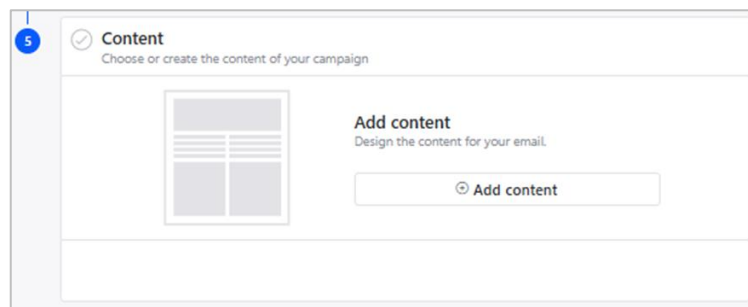 5
Content
Choose or create the content of your campaign
Add content
Design the content for your email.
Add content